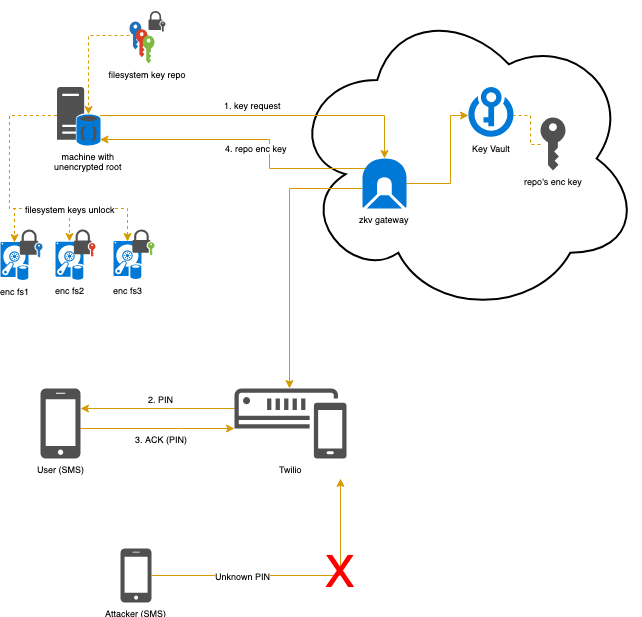 filesystem key repo
1. key request
Key Vault
4. repo enc key
machine with
unencrypted root
repo's enc key
zkv gateway
filesystem keys unlock
enc fs1
enc fs2
enc fs3
2. PIN
3. ACK (PIN)
User (SMS)
Twilio
X
Unknown PIN
Attacker (SMS)